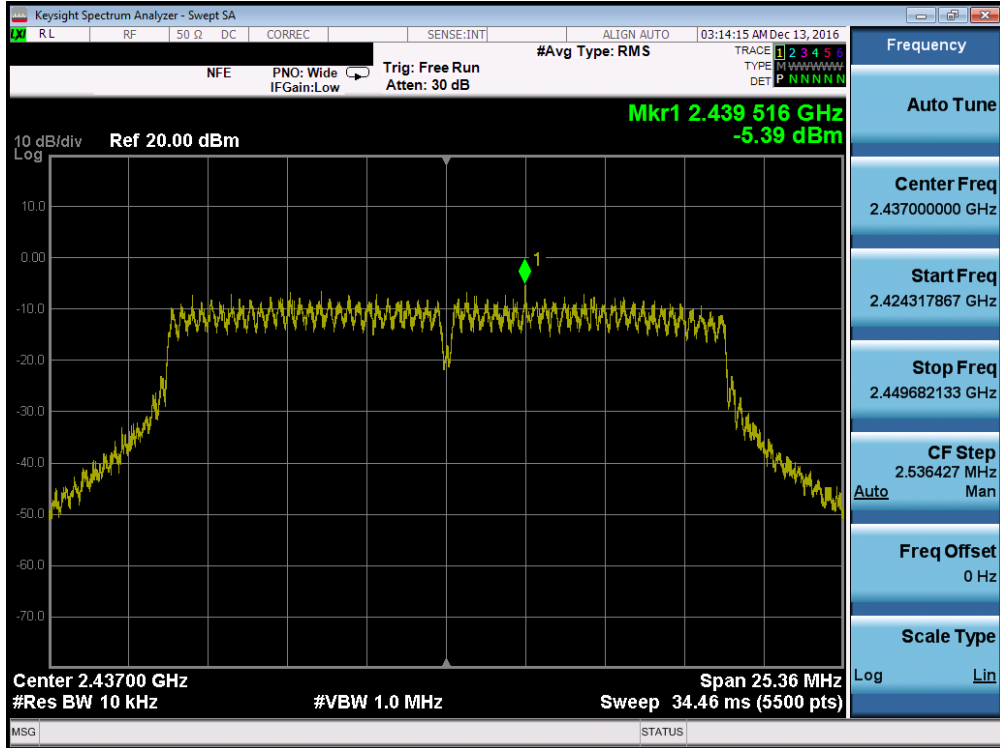 Keysight Spectrum Analyzer - Swept SA
LXI RL RF 50 Ω DC CORREC SENSE:INT ALIGN AUTO 03:14:15 AM Dec 13, 2016
NFE PNO: Wide Trig: Free Run #Avg Type: RMS TRACE 1 2 3 4 5 6
IFGain:Low Atten: 30 dB TYPE M WWWWW
DET P N N N N N
Mkr1 2.439 516 GHz
-5.39 dBm
10 dB/div Ref 20.00 dBm
Log
10.0
0.00
1
-10.0
-20.0
-30.0
-40.0
-50.0
-60.0
-70.0
Center 2.43700 GHz Span 25.36 MHz
#Res BW 10 kHz #VBW 1.0 MHz Sweep 34.46 ms (5500 pts)
MSG STATUS
Frequency
Auto Tune
Center Freq
2.437000000 GHz
Start Freq
2.424317867 GHz
Stop Freq
2.449682133 GHz
CF Step
2.536427 MHz
Auto Man
Freq Offset
0 Hz
Scale Type
Log Lin